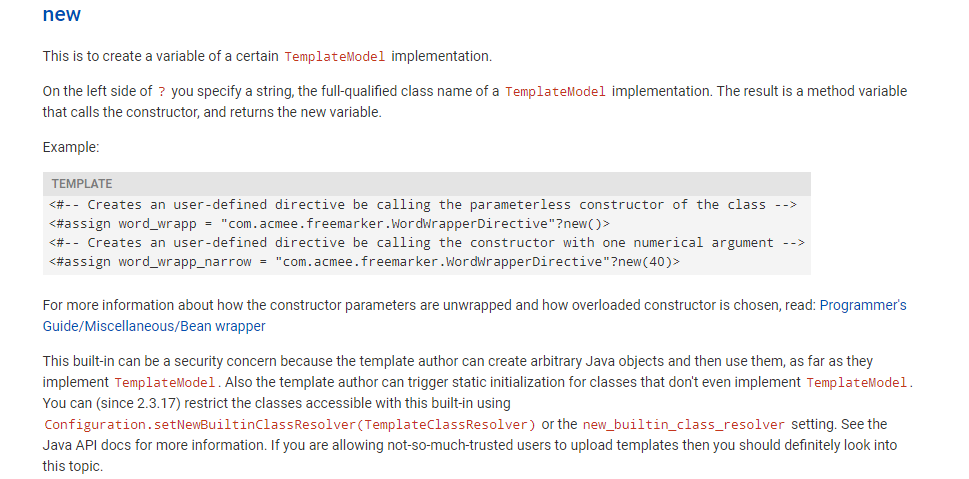 new
This is to create a variable of a certain TemplateModel implementation.
On the left side of ? you specify a string, the full-qualified class name of a TemplateModel implementation. The result is a method variable
that calls the constructor, and returns the new variable.
Example:
TEMPLATE
<#-- Creates an user-defined directive be calling the parameterless constructor of the class -->
<#assign word_wrapp = "com.acmee.freemarker.WordWrapperDirective"?new()>
<#-- Creates an user-defined directive be calling the constructor with one numerical argument -->
<#assign word_wrapp_narrow = "com.acmee.freemarker.WordWrapperDirective"?new(40)>
For more information about how the constructor parameters are unwrapped and how overloaded constructor is chosen, read: Programmer's
Guide/Miscellaneous/Bean wrapper
This built-in can be a security concern because the template author can create arbitrary Java objects and then use them, as far as they
implement TemplateModel. Also the template author can trigger static initialization for classes that don't even implement TemplateModel.
You can (since 2.3.17) restrict the classes accessible with this built-in using
Configuration.setNewBuiltinClassResolver(TemplateClassResolver) or the new_builtin_class_resolver setting. See the
Java API docs for more information. If you are allowing not-so-much-trusted users to upload templates then you should definitely look into
this topic.